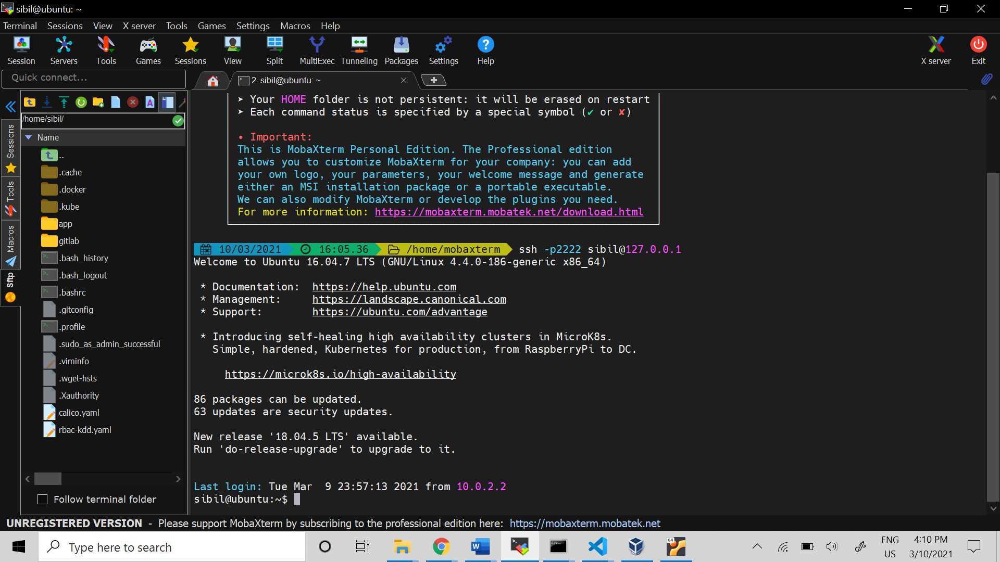 sibil@ubuntu: ~
Terminal Sessions View X server Tools Games Settings Macros Help
Session Servers Tools Games Sessions View Split MultiExec Tunneling Packages Settings Help X server Exit
Quick connect...
2. sibil@ubuntu: ~
/home/sibil/
Name
..
.cache
.docker
.kube
app
gitlab
.bash_history
.bash_logout
.bashrc
.gitconfig
.profile
.sudo_as_admin_successful
.viminfo
.wget-hsts
.Xauthority
calico.yaml
rbac-kdd.yaml
Follow terminal folder
Sessions
Tools
Macros
Sftp
➤ Your HOME folder is not persistent: it will be erased on restart
➤ Each command status is specified by a special symbol (✔ or ✘)
• Important:
This is MobaXterm Personal Edition. The Professional edition
allows you to customize MobaXterm for your company: you can add
your own logo, your parameters, your welcome message and generate
either an MSI installation package or a portable executable.
We can also modify MobaXterm or develop the plugins you need.
For more information: https://mobaxterm.mobatek.net/download.html
10/03/2021 16:05.36 /home/mobaxterm ssh -p2222 sibil@127.0.0.1
Welcome to Ubuntu 16.04.7 LTS (GNU/Linux 4.4.0-186-generic x86_64)
* Documentation: https://help.ubuntu.com
* Management: https://landscape.canonical.com
* Support: https://ubuntu.com/advantage
* Introducing self-healing high availability clusters in MicroK8s.
Simple, hardened, Kubernetes for production, from RaspberryPi to DC.
https://microk8s.io/high-availability
86 packages can be updated.
63 updates are security updates.
New release '18.04.5 LTS' available.
Run 'do-release-upgrade' to upgrade to it.
Last login: Tue Mar  9 23:57:13 2021 from 10.0.2.2
sibil@ubuntu:~$
UNREGISTERED VERSION - Please support MobaXterm by subscribing to the professional edition here: https://mobaxterm.mobatek.net
Type here to search
64
ENG
US
4:10 PM
3/10/2021